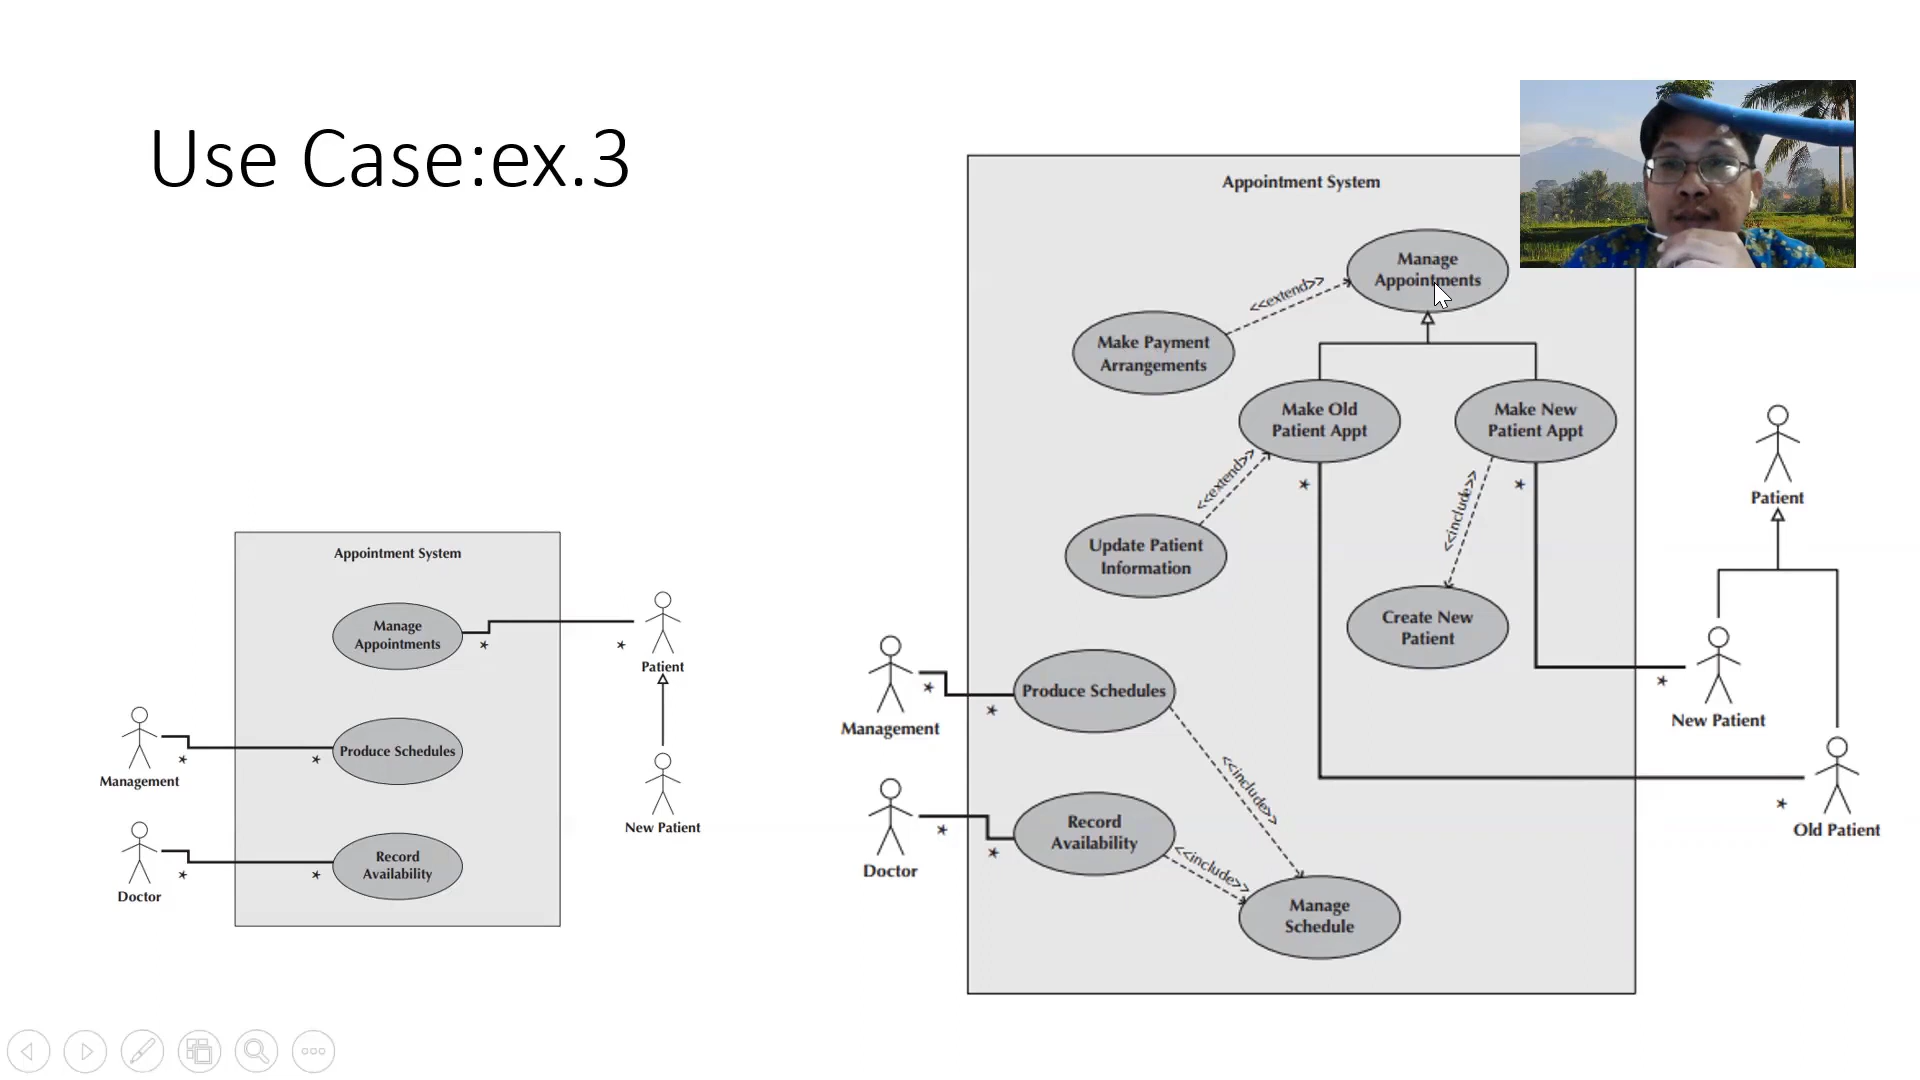 Use Case:ex.3
Appointment System
Manage
Appointments
*
*
Patient
Produce Schedules
*
*
Management
New Patient
Record
Availability
*
*
Doctor
Appointment System
Manage
Appointments
<<extend>>
Make Payment
Arrangements
Make Old
Patient Appt
Make New
Patient Appt
<<extend>>
*
<<include>>
*
Patient
Update Patient
Information
Create New
Patient
Produce Schedules
*
*
Management
*
New Patient
<<include>>
*
Old Patient
Record
Availability
*
*
Doctor
<<include>>
Manage
Schedule